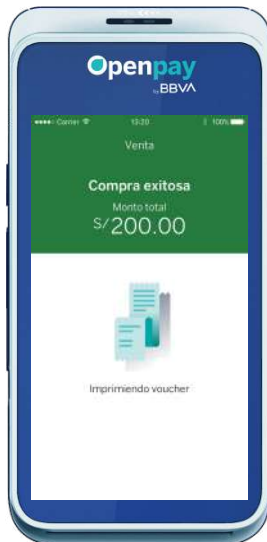 Openpay
by BBVA
Carrier 13:20 100%
Venta
Compra exitosa
Monto total
S/200.00
Imprimiendo voucher